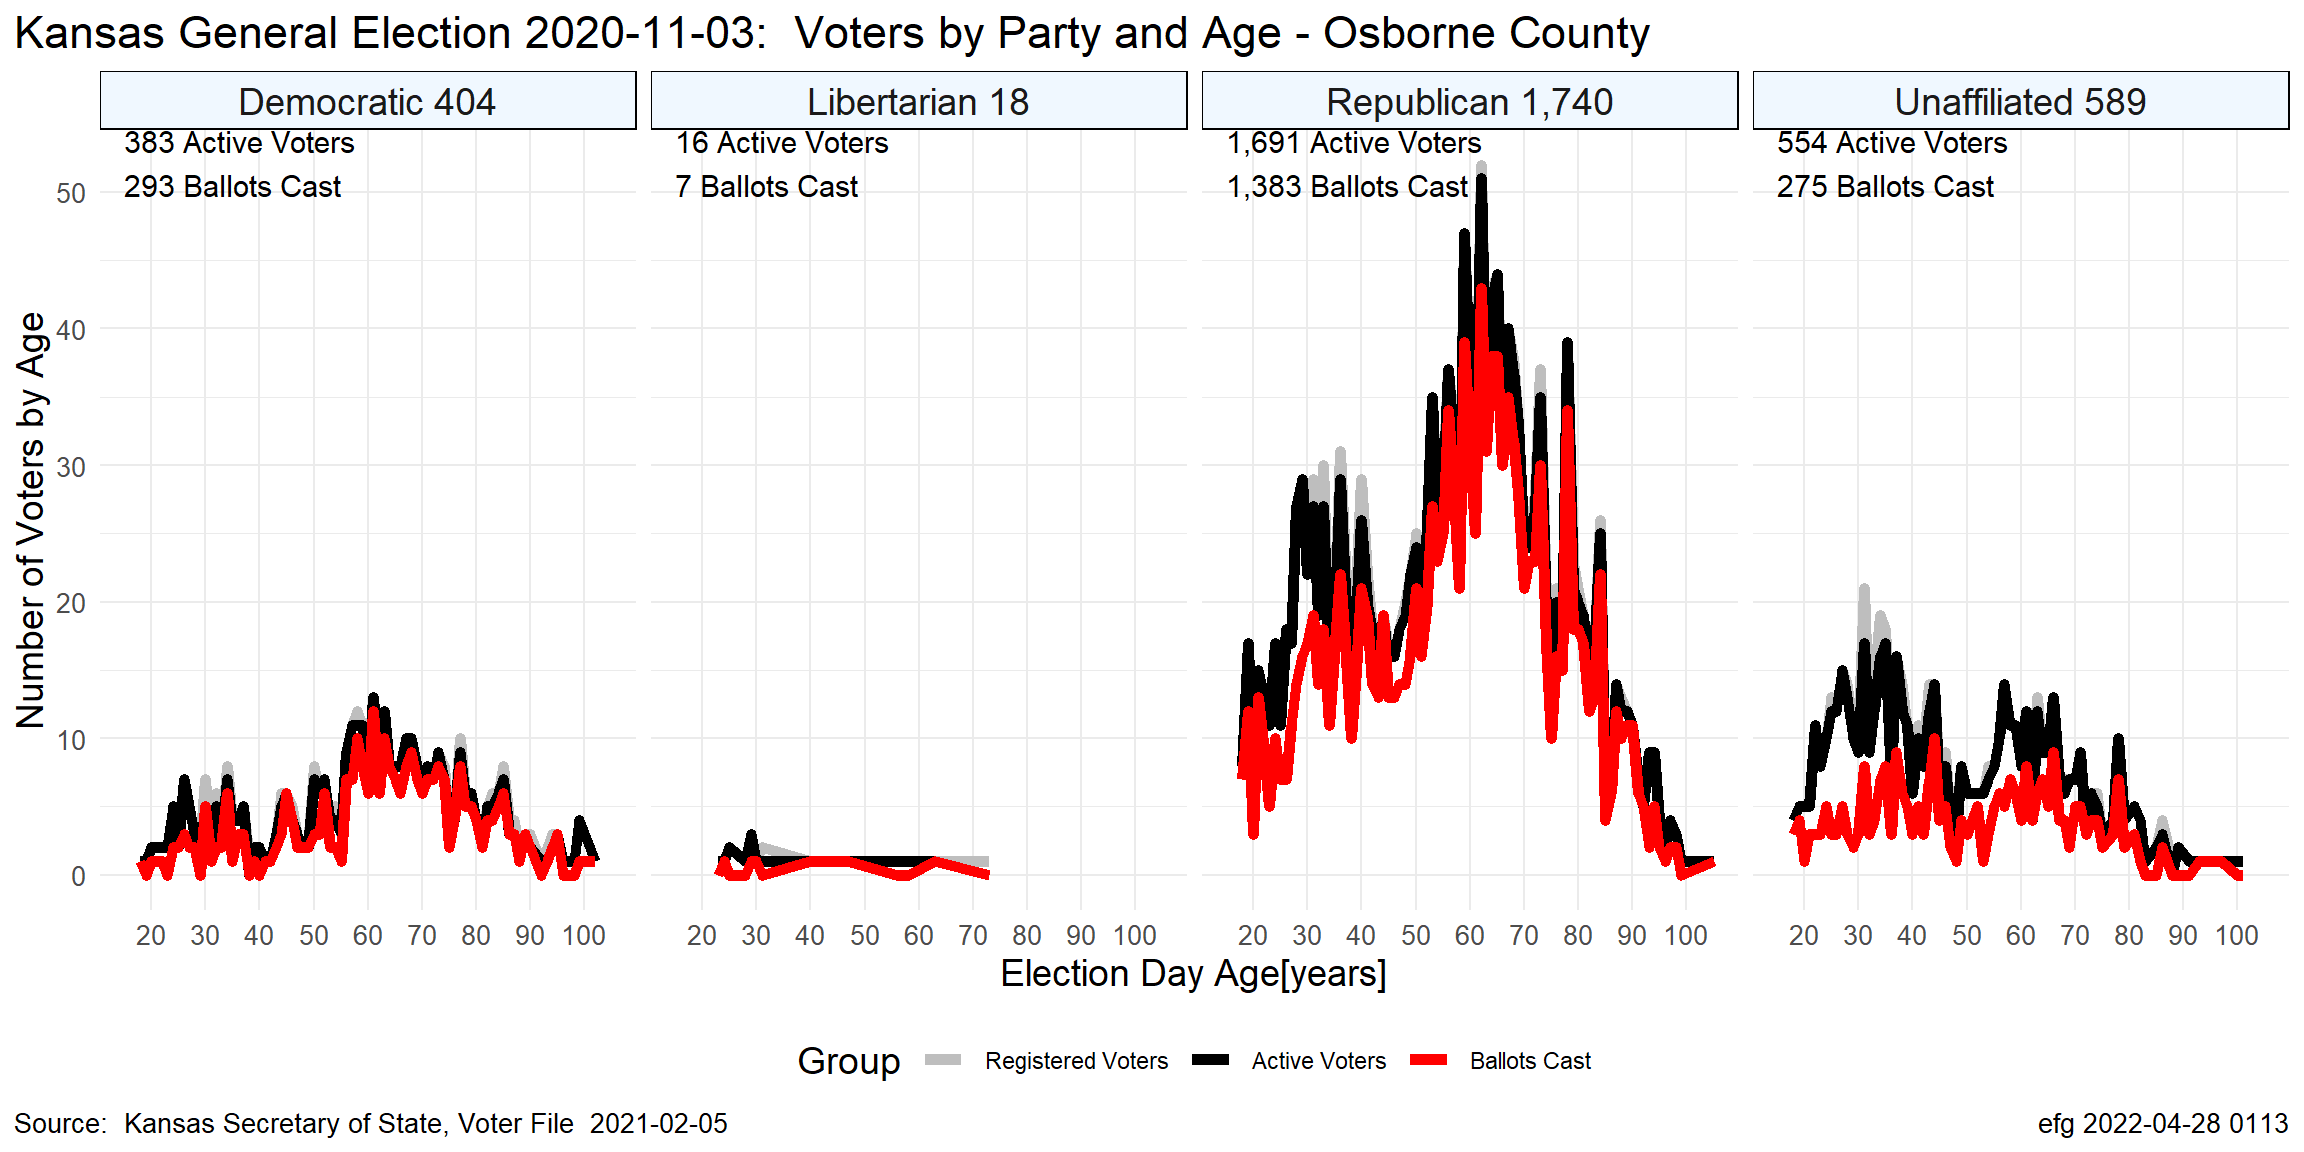 Kansas General Election 2020-11-03:  Voters by Party and Age - Osborne County
Democratic 404
Libertarian 18
Republican 1,740
Unaffiliated 589
383 Active Voters
293 Ballots Cast
16 Active Voters
7 Ballots Cast
1,691 Active Voters
1,383 Ballots Cast
554 Active Voters
275 Ballots Cast
Number of Voters by Age
50
40
30
20
10
0
20 30 40 50 60 70 80 90 100
20 30 40 50 60 70 80 90 100
20 30 40 50 60 70 80 90 100
20 30 40 50 60 70 80 90 100
Election Day Age[years]
Group Registered Voters Active Voters Ballots Cast
Source:  Kansas Secretary of State, Voter File  2021-02-05
efg 2022-04-28 0113